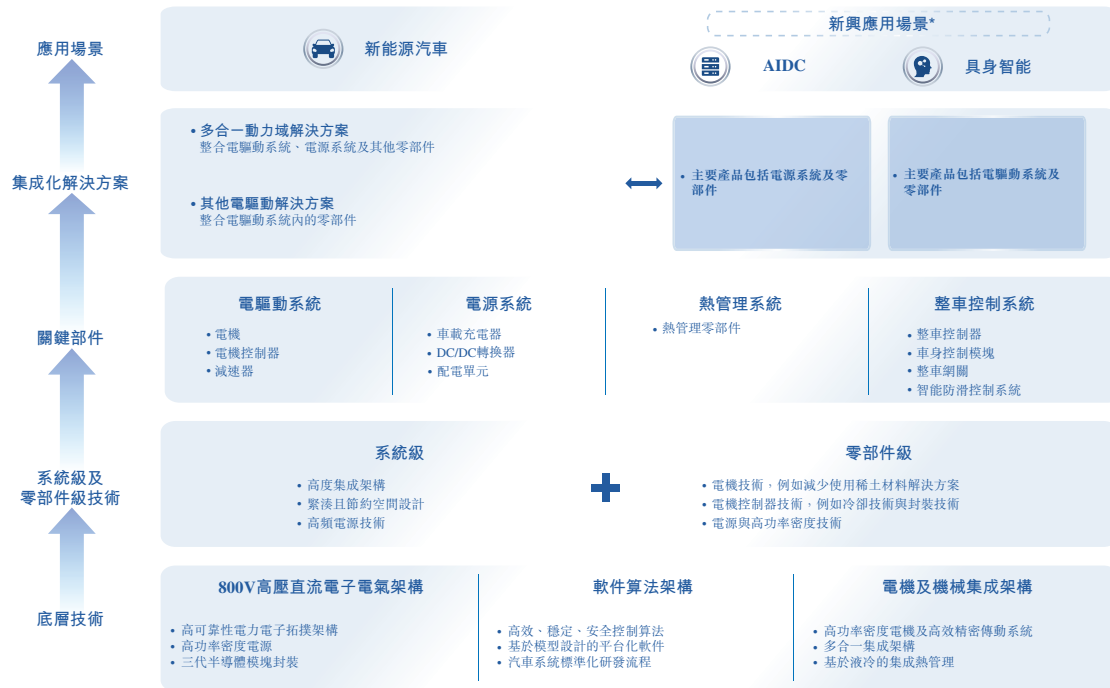 應用場景
新能源汽車
新興應用場景*
AIDC
具身智能
集成化解決方案
• 多合一動力域解決方案
整合電驅動系統、電源系統及其他零部件
• 其他電驅動解決方案
整合電驅動系統內的零部件
• 主要產品包括電源系統及零
部件
• 主要產品包括電驅動系統及
零部件
關鍵部件
電驅動系統
• 電機
• 電機控制器
• 減速器
電源系統
• 車載充電器
• DC/DC轉換器
• 配電單元
熱管理系統
• 熱管理零部件
整車控制系統
• 整車控制器
• 車身控制模塊
• 整車網關
• 智能防滑控制系統
系統級及
零部件級技術
系統級
• 高度集成架構
• 緊湊且節約空間設計
• 高頻電源技術
零部件級
• 電機技術，例如減少使用稀土材料解決方案
• 電機控制器技術，例如冷卻技術與封裝技術
• 電源與高功率密度技術
底層技術
800V高壓直流電子電氣架構
• 高可靠性電力電子拓撲架構
• 高功率密度電源
• 三代半導體模塊封裝
軟件算法架構
• 高效、穩定、安全控制算法
• 基於模型設計的平台化軟件
• 汽車系統標準化研發流程
電機及機械集成架構
• 高功率密度電機及高效精密傳動系統
• 多合一集成架構
• 基於液冷的集成熱管理